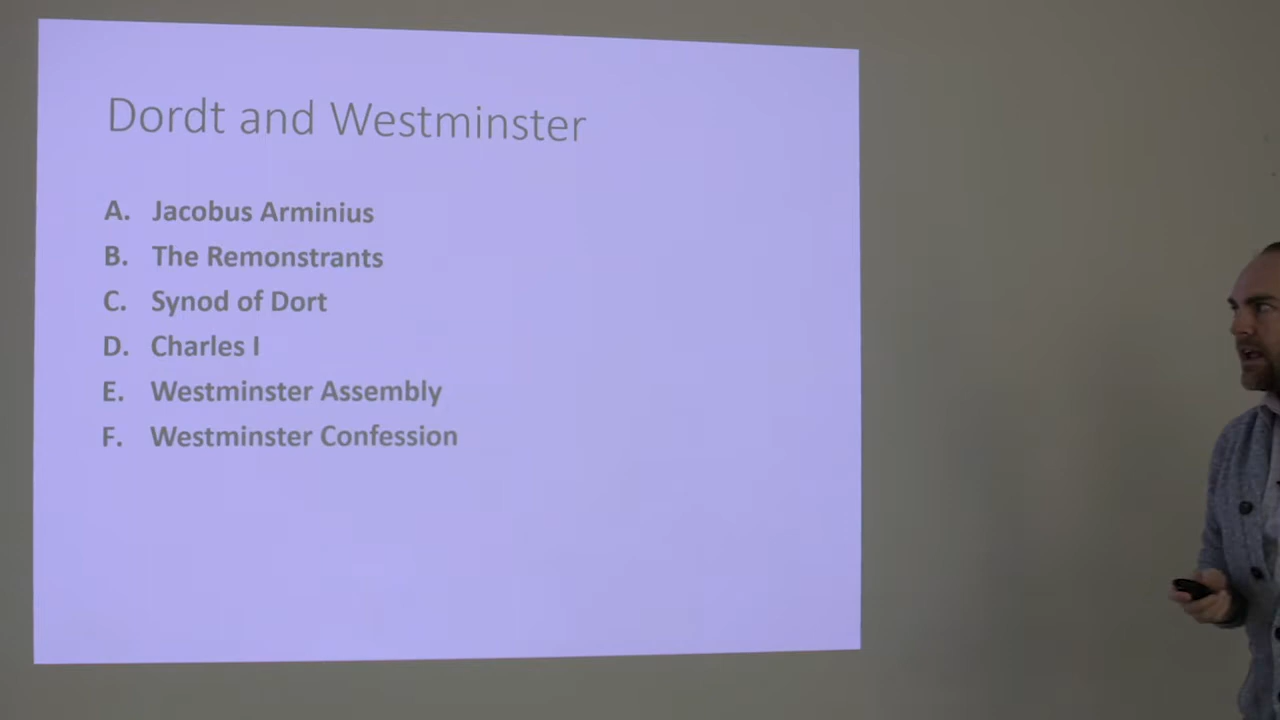 Dordt and Westminster
A. Jacobus Arminius
B. The Remonstrants
C. Synod of Dort
D. Charles I
E. Westminster Assembly
F. Westminster Confession